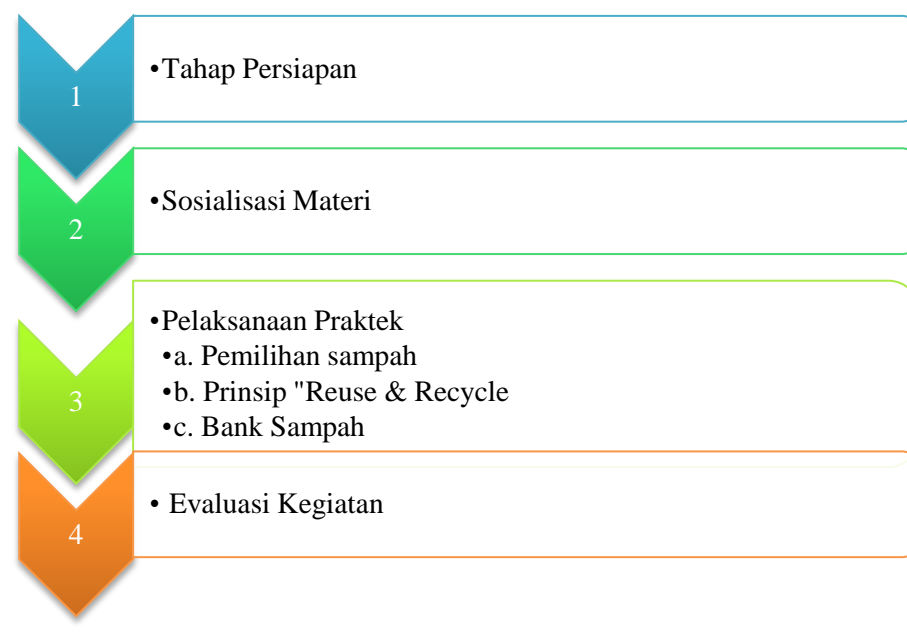 1
•Tahap Persiapan
2
•Sosialisasi Materi
3
•Pelaksanaan Praktek
•a. Pemilihan sampah
•b. Prinsip "Reuse & Recycle
•c. Bank Sampah
4
• Evaluasi Kegiatan